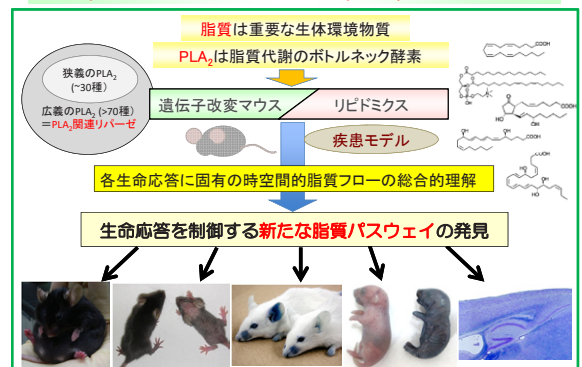 脂質は重要な生体環境物質
PLA2は脂質代謝のボトルネック酵素
狭義のPLA2
(~30種)
広義のPLA2 (>70種)
＝PLA2関連リパーゼ
遺伝子改変マウス
リピドミクス
疾患モデル
各生命応答に固有の時空間的脂質フローの総合的理解
生命応答を制御する新たな脂質パスウェイの発見